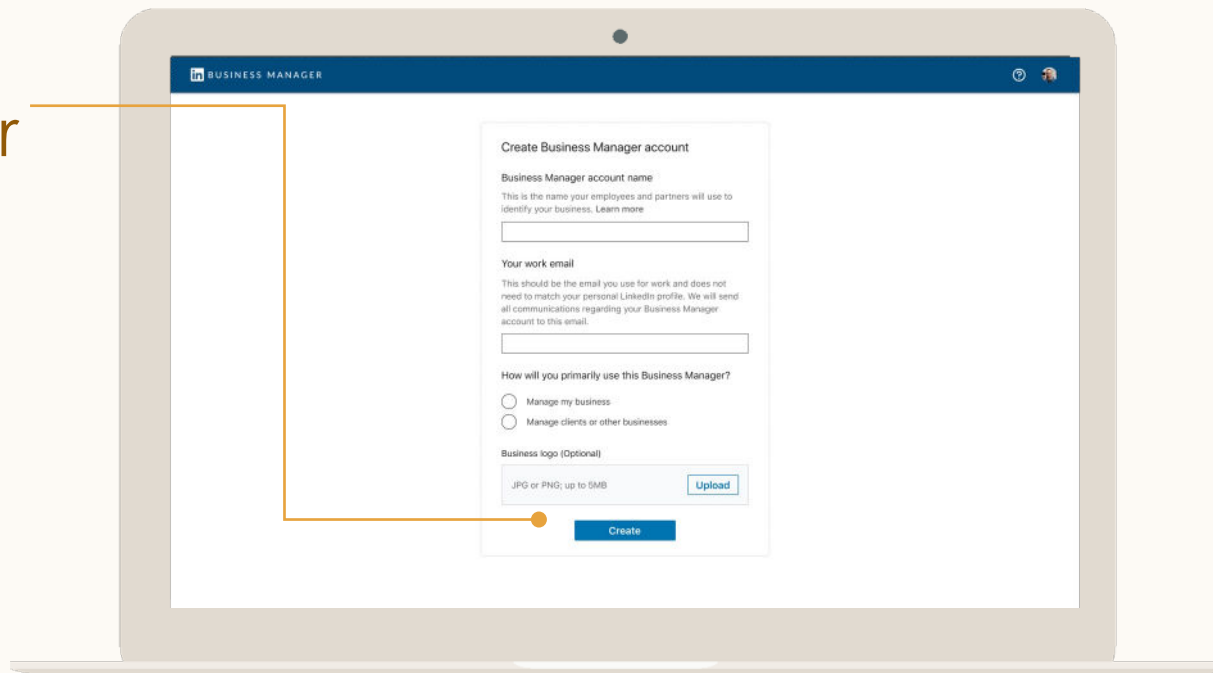 in BUSINESS MANAGER
r
Create Business Manager account
Business Manager account name
This is the name your employees and partners will use to
identify your business. Learn more
Your work email
This should be the email you use for work and does not
need to match your personal LinkedIn profile. We will send
all communications regarding your Business Manager
account to this email.
How will you primarily use this Business Manager?
Manage my business
Manage clients or other businesses
Business logo (Optional)
JPG or PNG; up to 5MB
Upload
Create